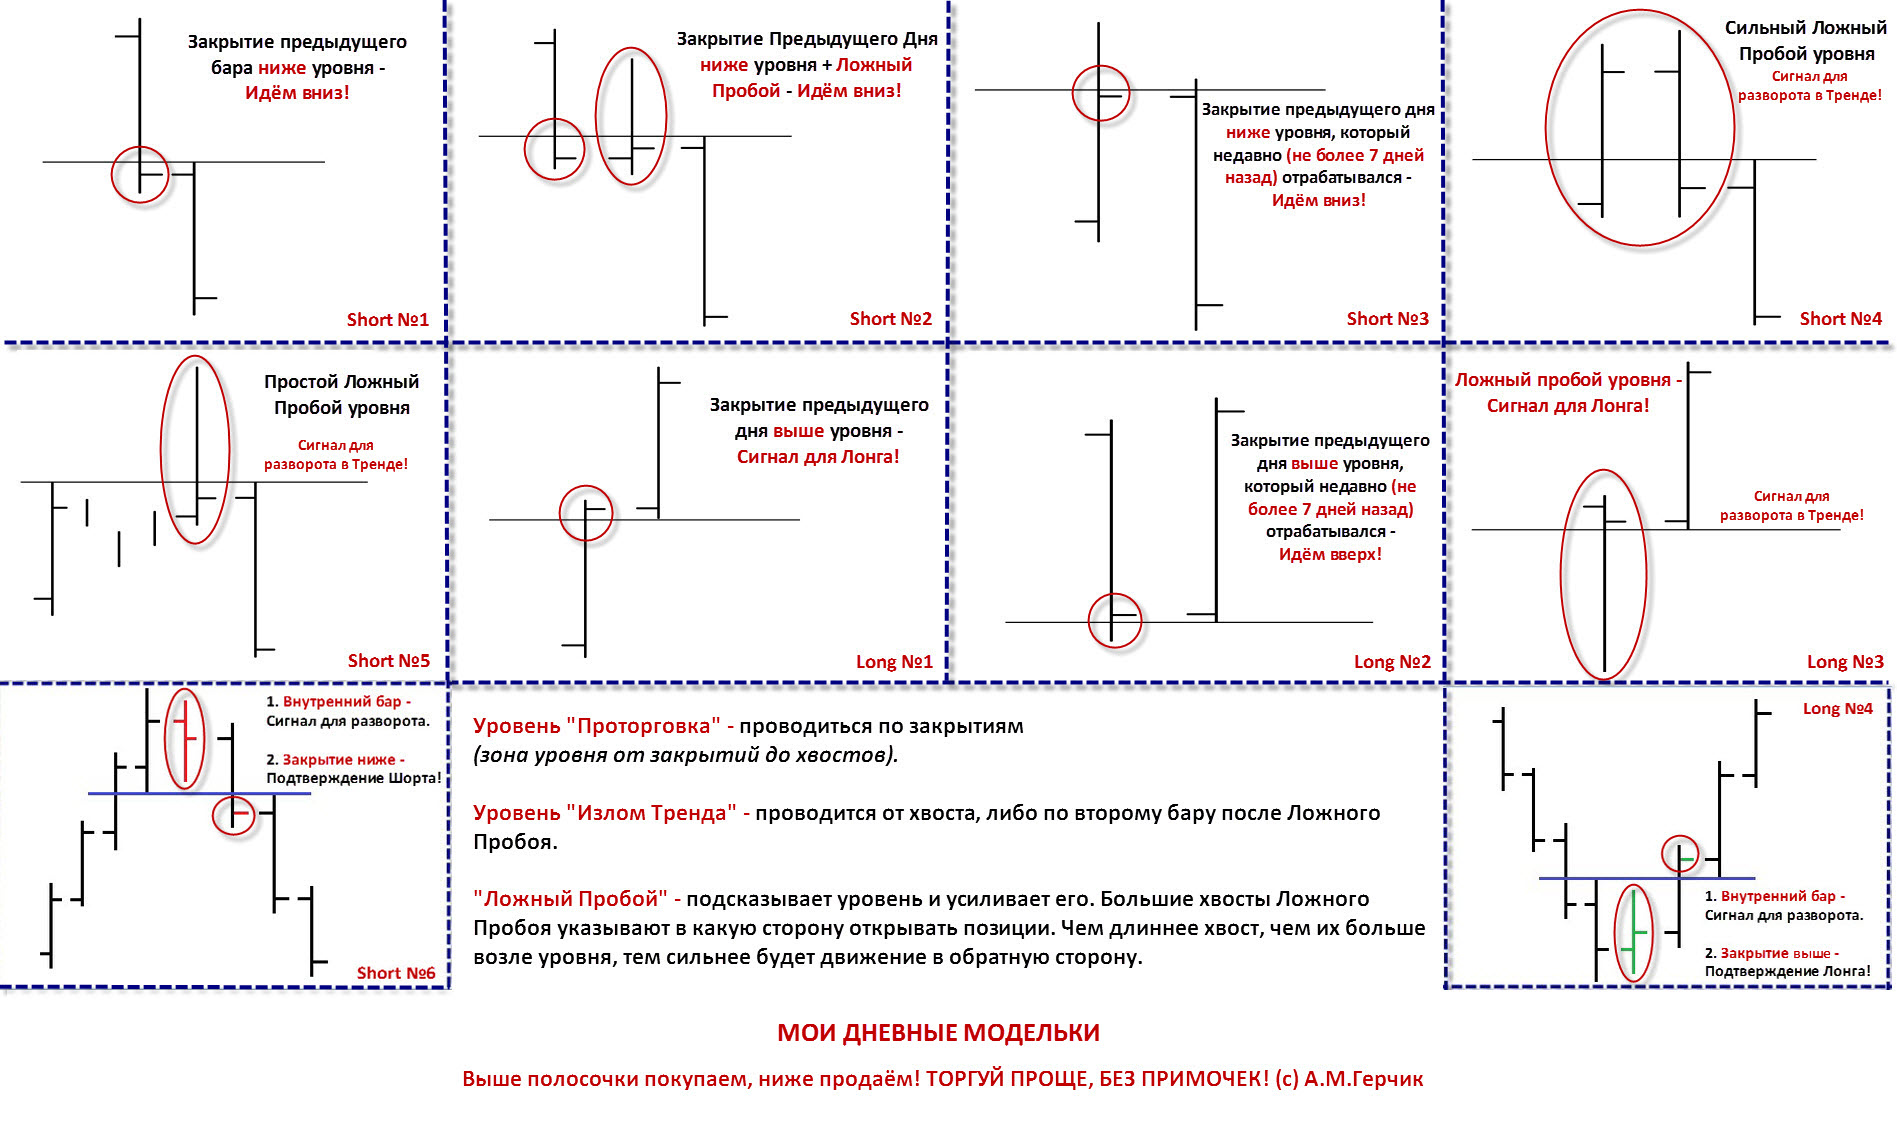 Закрытие предыдущего
бара ниже уровня -
Идём вниз!
Short №1
Закрытие Предыдущего Дня
ниже уровня + Ложный
Пробой - Идём вниз!
Short №2
Закрытие предыдущего дня
ниже уровня, который
недавно (не более 7 дней
назад) отрабатывался -
Идём вниз!
Short №3
Сильный Ложный
Пробой уровня
Сигнал для
разворота в Тренде!
Short №4
Простой Ложный
Пробой уровня
Сигнал для
разворота в Тренде!
Short №5
Закрытие предыдущего
дня выше уровня -
Сигнал для Лонга!
Long №1
Закрытие предыдущего
дня выше уровня,
который недавно (не
более 7 дней назад)
отрабатывался -
Идём вверх!
Long №2
Ложный пробой уровня -
Сигнал для Лонга!
Сигнал для
разворота в Тренде!
Long №3
1. Внутренний бар -
Сигнал для разворота.
2. Закрытие ниже -
Подтверждение Шорта!
Short №6
Уровень "Проторговка" - проводиться по закрытиям
(зона уровня от закрытий до хвостов).
Уровень "Излом Тренда" - проводится от хвоста, либо по второму бару после Ложного
Пробоя.
"Ложный Пробой" - подсказывает уровень и усиливает его. Большие хвосты Ложного
Пробоя указывают в какую сторону открывать позиции. Чем длиннее хвост, чем их больше
возле уровня, тем сильнее будет движение в обратную сторону.
Long №4
1. Внутренний бар -
Сигнал для разворота.
2. Закрытие выше -
Подтверждение Лонга!
МОИ ДНЕВНЫЕ МОДЕЛЬКИ
Выше полосочки покупаем, ниже продаём! ТОРГУЙ ПРОЩЕ, БЕЗ ПРИМОЧЕК! (с) А.М.Герчик